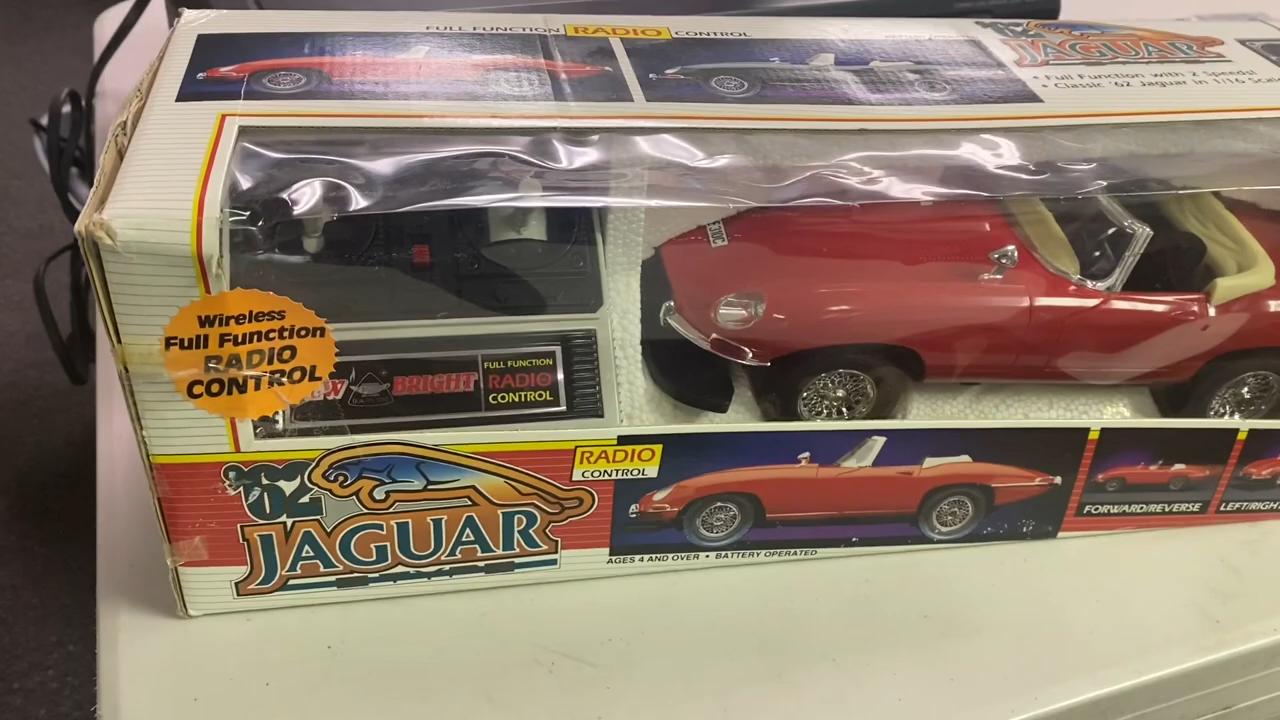 FULL FUNCTION RADIO CONTROL
'62
JAGUAR
• Full Function with 2 Speeds!
• Classic '62 Jaguar in 1/16 Scal
Wireless
Full Function
RADIO
CONTROL
BRIGHT
FULL FUNCTION
RADIO
CONTROL
'62
JAGUAR
RADIO
CONTROL
AGES 4 AND OVER • BATTERY OPERATED
FORWARD/REVERSE
LEFT/RIGH